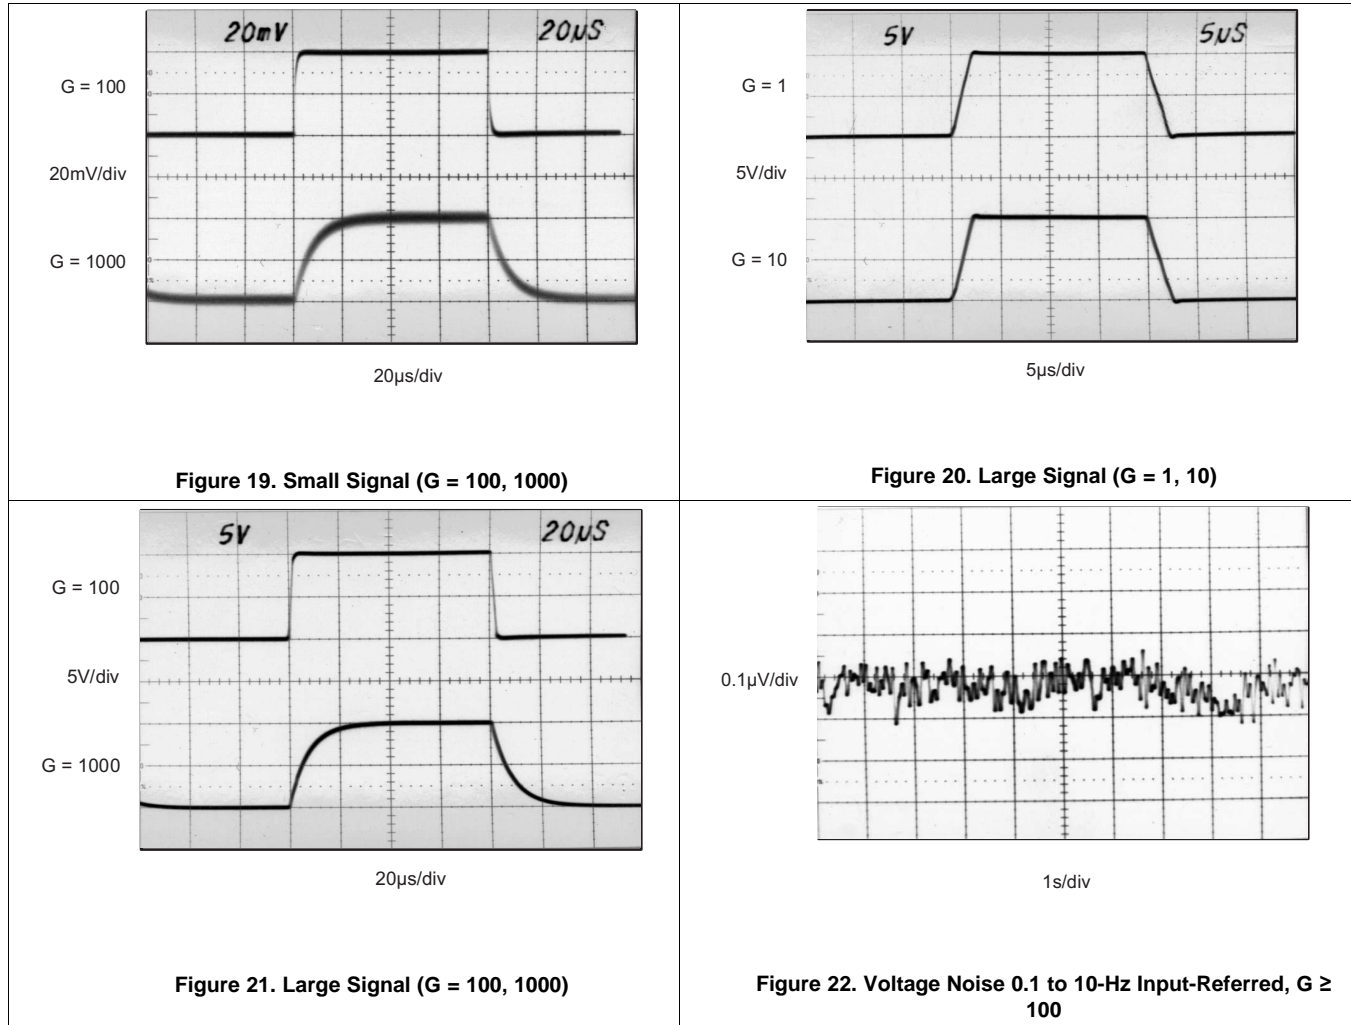 20mV 20µS
G = 100
20mV/div
G = 1000
20µs/div
Figure 19. Small Signal (G = 100, 1000)
5V 5µS
G = 1
5V/div
G = 10
5µs/div
Figure 20. Large Signal (G = 1, 10)
5V 20µS
G = 100
5V/div
G = 1000
20µs/div
Figure 21. Large Signal (G = 100, 1000)
0.1µV/div
1s/div
Figure 22. Voltage Noise 0.1 to 10-Hz Input-Referred, G ≥
100